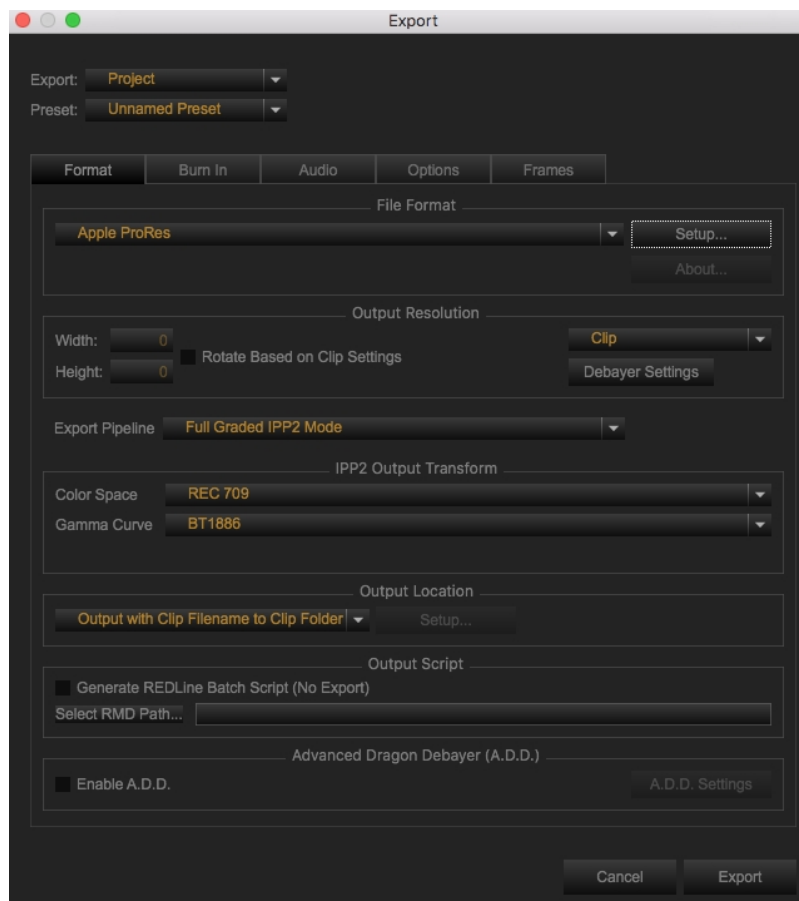 Export
Export: Project
Preset: Unnamed Preset
Format Burn In Audio Options Frames
File Format
Apple ProRes Setup...
About...
Output Resolution
Width: 0 Clip
Rotate Based on Clip Settings
Height: 0 Debayer Settings
Export Pipeline Full Graded IPP2 Mode
IPP2 Output Transform
Color Space REC 709
Gamma Curve BT1886
Output Location
Output with Clip Filename to Clip Folder Setup...
Output Script
Generate REDLine Batch Script (No Export)
Select RMD Path...
Advanced Dragon Debayer (A.D.D.)
Enable A.D.D. A.D.D. Settings
Cancel Export